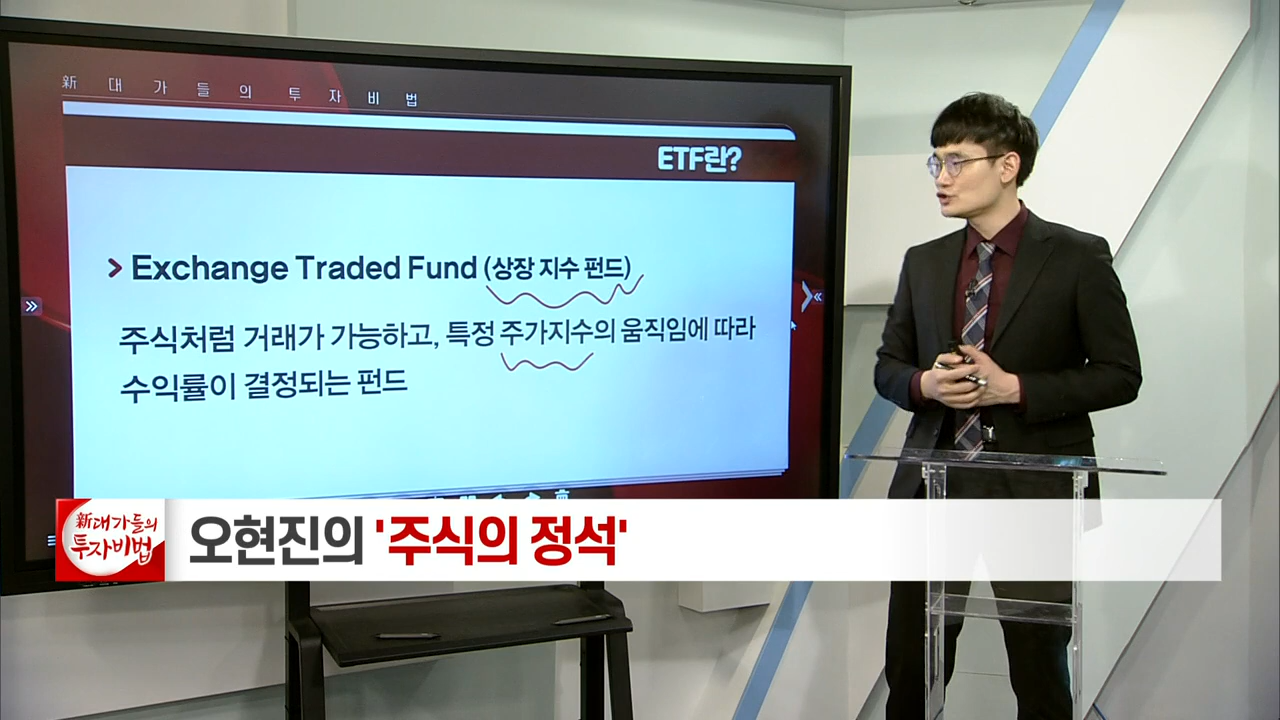 新 대 가 들 의 투 자 비 법
ETF란?
Exchange Traded Fund (상장 지수 펀드)
주식처럼 거래가 가능하고, 특정 주가지수의 움직임에 따라
수익률이 결정되는 펀드
新대가들의
투자비법
오현진의 '주식의 정석'